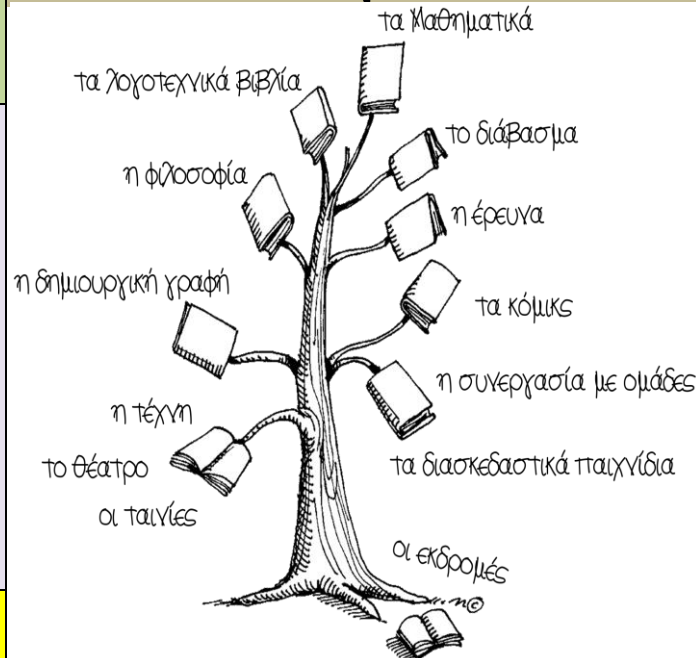 τα Μαθηματικά
τα λογοτεχνικά βιβλία
το διάβασμα
η φιλοσοφία
η έρευνα
η δημιουργική γραφή
τα κόμικς
η συνεργασία με ομάδες
η τέχνη
το θέατρο
τα διασκεδαστικά παιχνίδια
οι ταινίες
οι εκδρομές